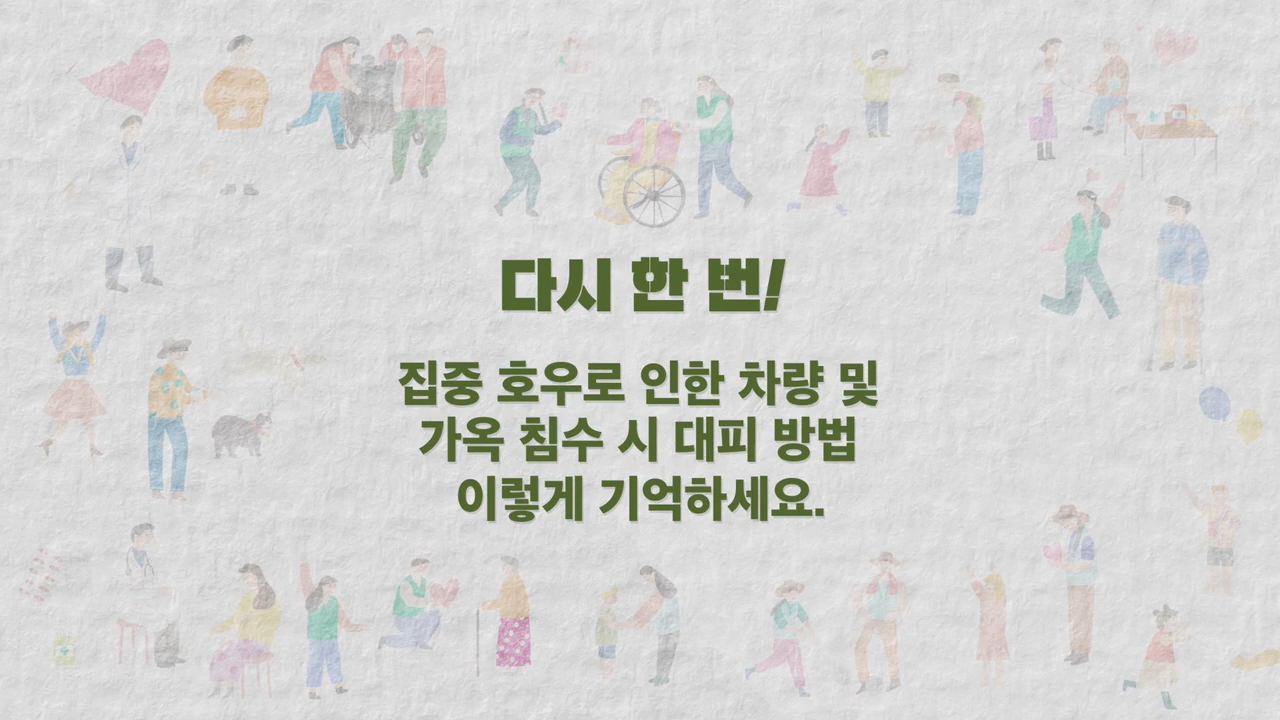 다시 한 번!
집중 호우로 인한 차량 및
가옥 침수 시 대피 방법
이렇게 기억하세요.